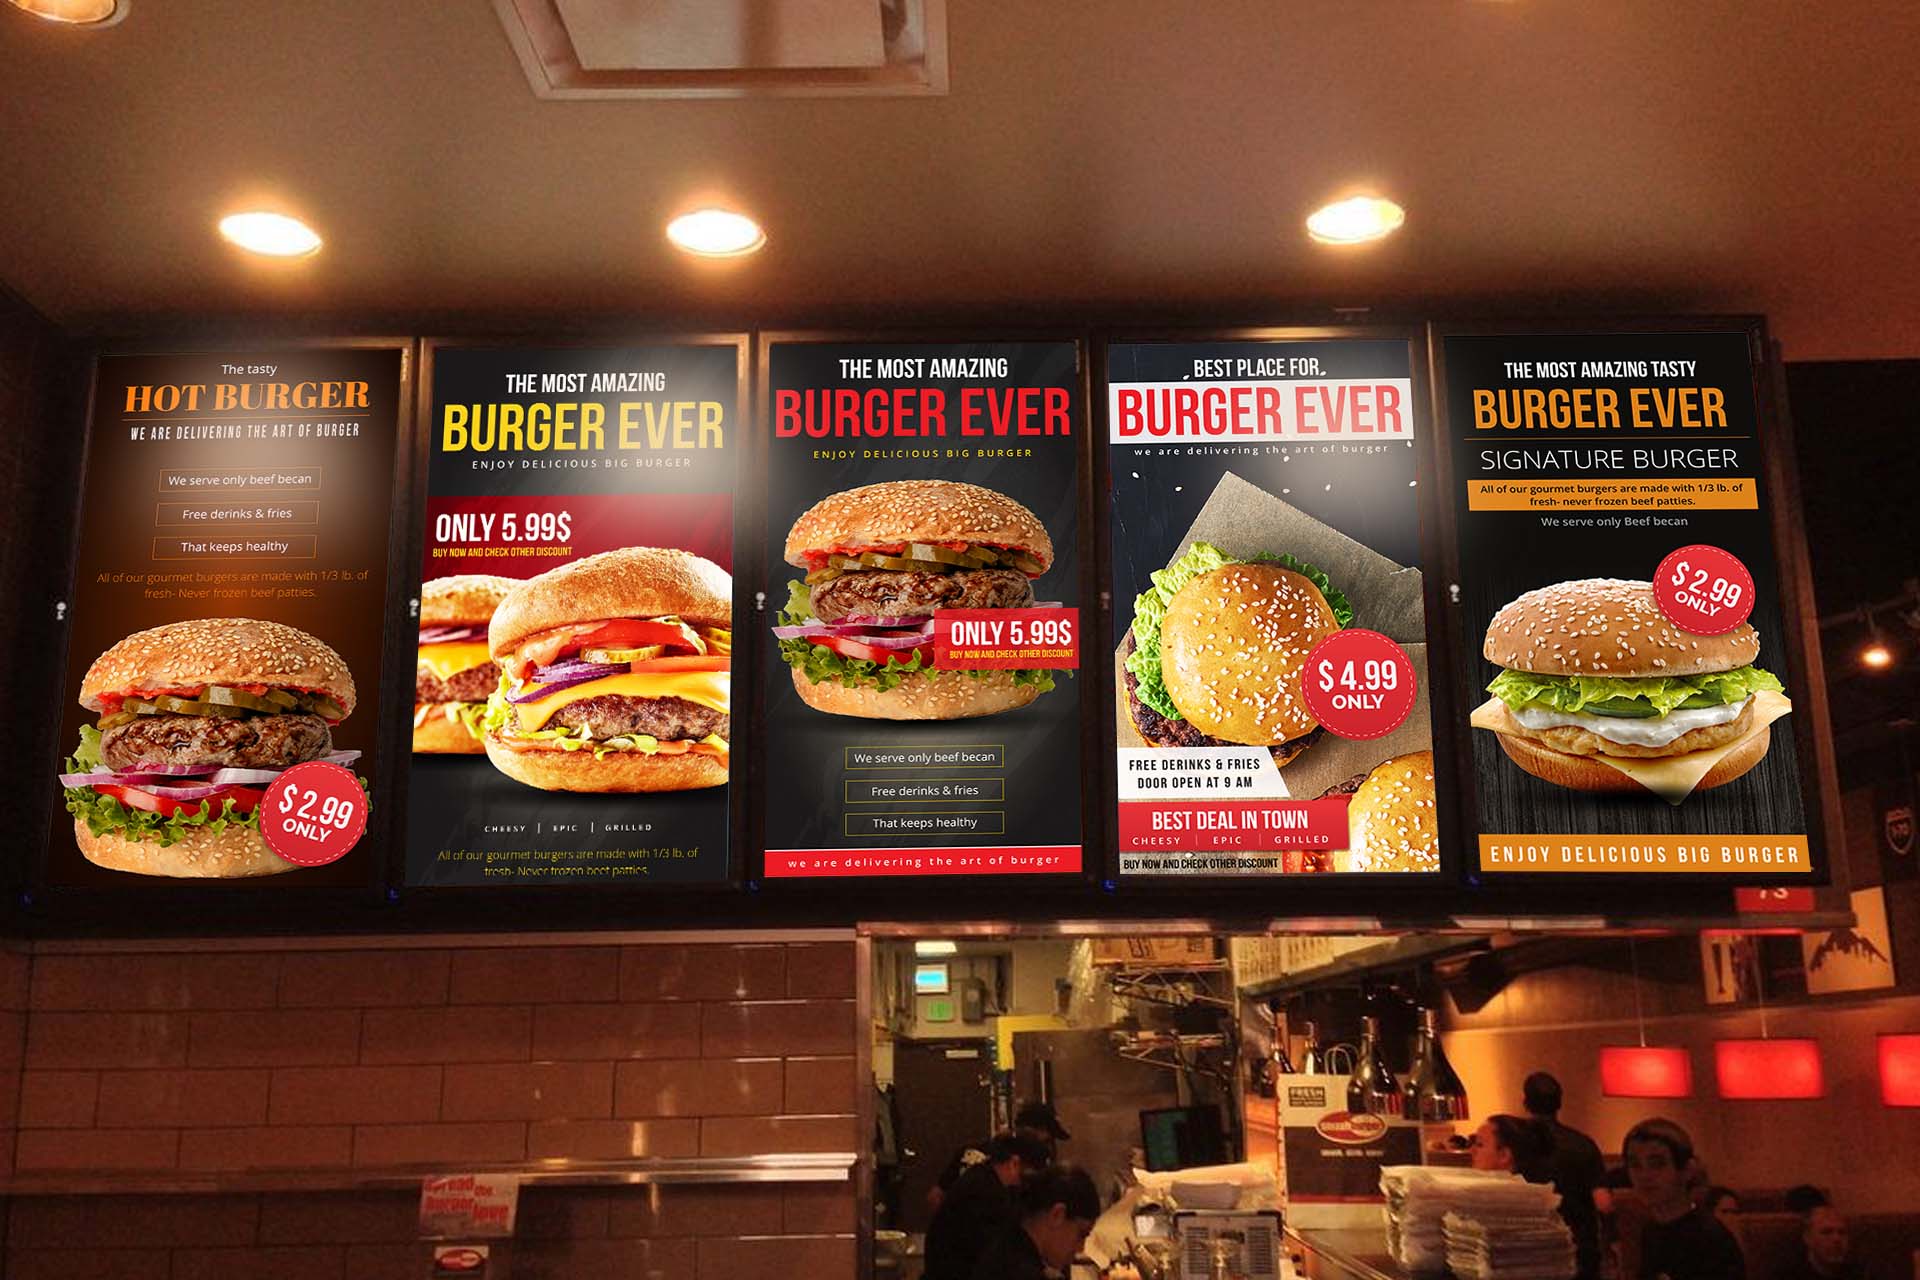 The tasty
HOT BURGER
WE ARE DELIVERING THE ART OF BURGER
We serve only beef becan
Free derinks & fries
That keeps healthy
All of our gourmet burgers are made with 1/3 lb. of
fresh- Never frozen beef patties.
$2.99
ONLY
THE MOST AMAZING
BURGER EVER
ENJOY DELICIOUS BIG BURGER
ONLY 5.99$
BUY NOW AND CHECK OTHER DISCOUNT
CHEESY | EPIC | GRILLED
All of our gourmet burgers are made with 1/3 lb. of
fresh- Never frozen beef patties.
THE MOST AMAZING
BURGER EVER
ENJOY DELICIOUS BIG BURGER
ONLY 5.99$
BUY NOW AND CHECK OTHER DISCOUNT
We serve only beef becan
Free derinks & fries
That keeps healthy
we are delivering the art of burger
BEST PLACE FOR
BURGER EVER
we are delivering the art of burger
$4.99
ONLY
FREE DERINKS & FRIES
DOOR OPEN AT 9 AM
BEST DEAL IN TOWN
CHEESY | EPIC | GRILLED
BUY NOW AND CHECK OTHER DISCOUNT
THE MOST AMAZING TASTY
BURGER EVER
SIGNATURE BURGER
All of our gourmet burgers are made with 1/3 lb. of
fresh- never frozen beef patties.
We serve only Beef becan
$2.99
ONLY
ENJOY DELICIOUS BIG BURGER
FRESH
smashburger
spread the
burger
love